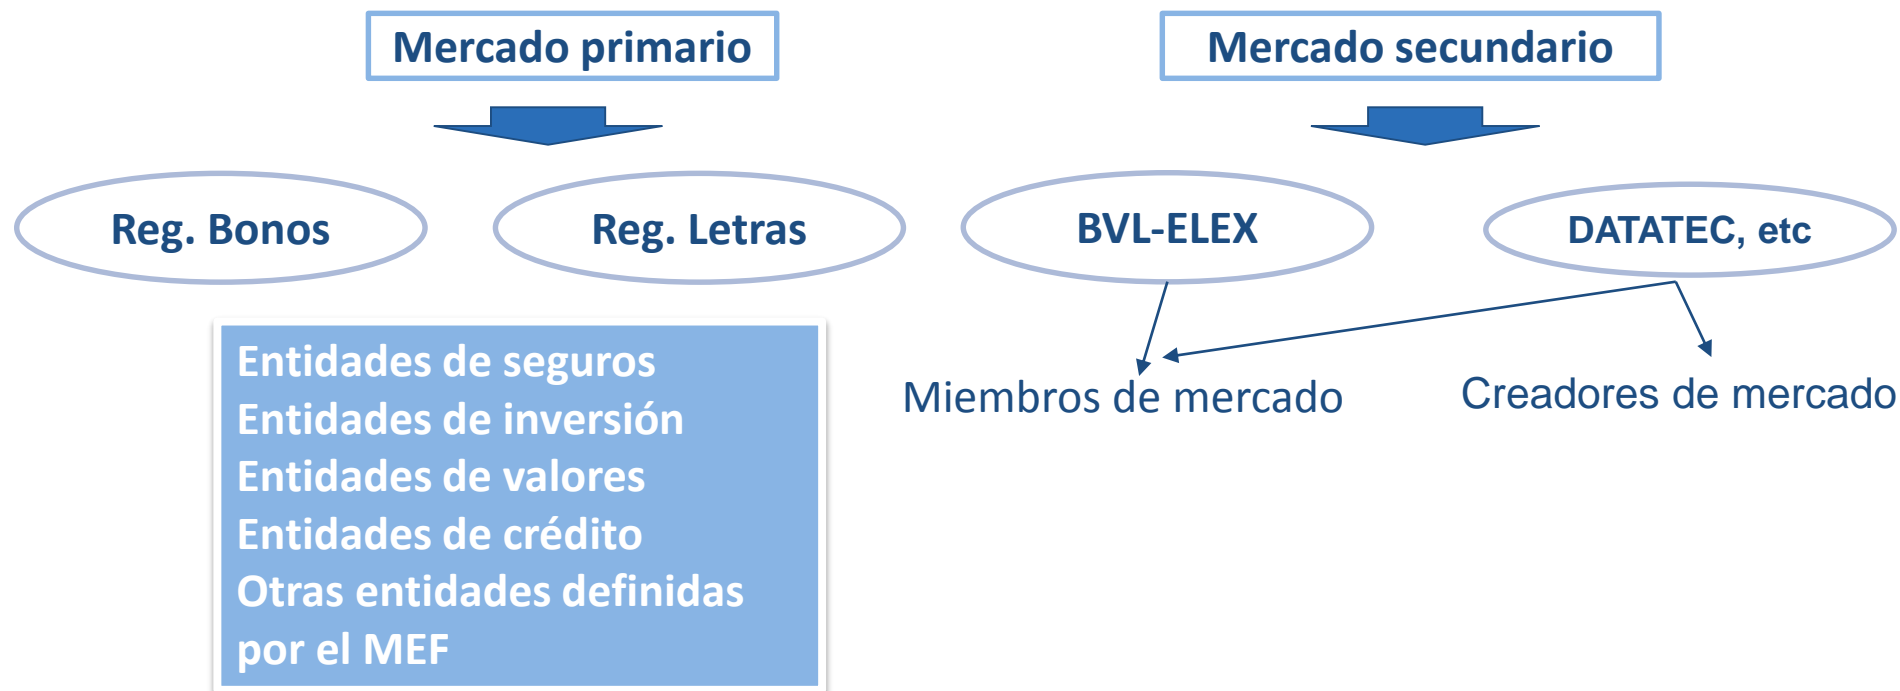 Mercado primario
Mercado secundario
Reg. Bonos
Reg. Letras
BVL-ELEX
DATATEC, etc
Entidades de seguros
Entidades de inversión
Entidades de valores
Entidades de crédito
Otras entidades definidas
por el MEF
Miembros de mercado
Creadores de mercado